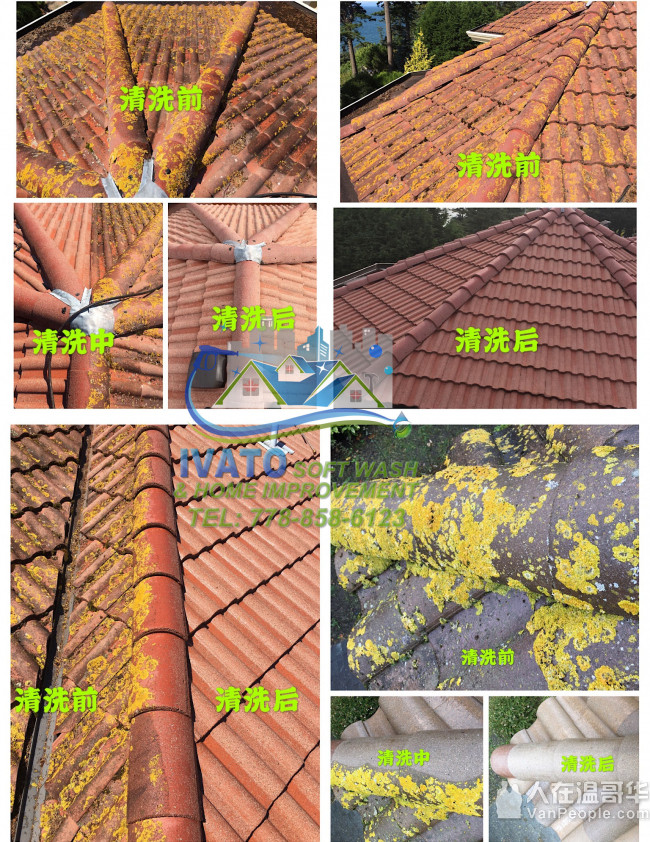 清洗前
清洗前
清洗中
清洗后
清洗后
IVATO SOFT WASH
& HOME IMPROVEMENT
TEL: 778-858-6123
清洗前
清洗后
清洗前
清洗中
清洗后
人在温哥华
VanPeople.com